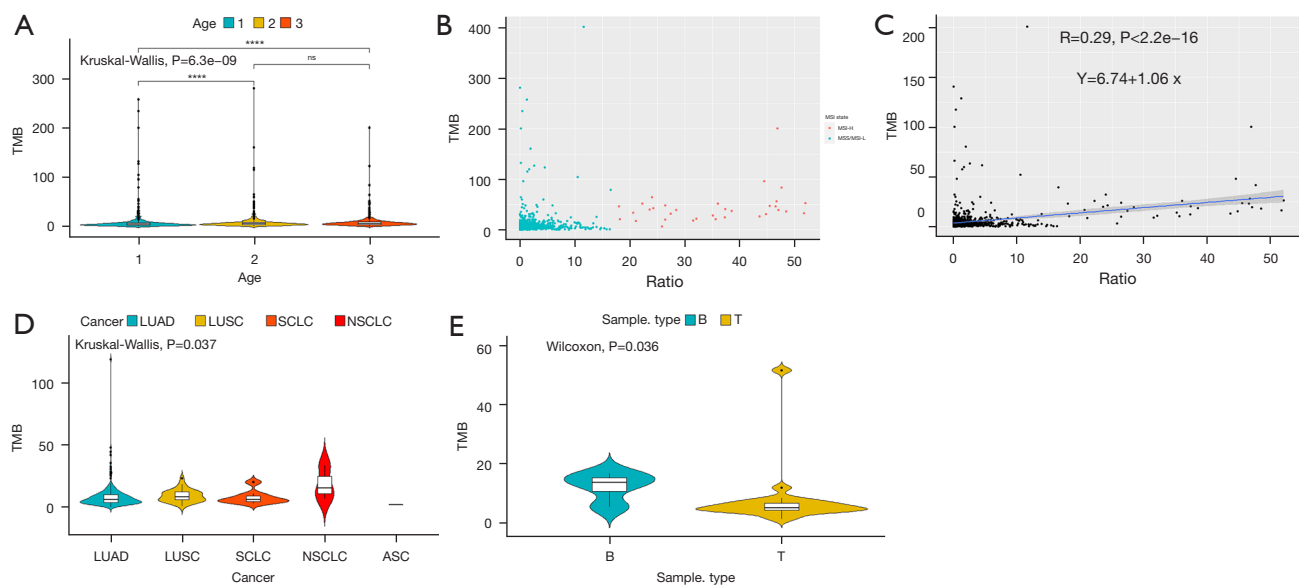 A
Age 1 2 3
Kruskal-Wallis, P=6.3e−09
****
ns
****
TMB
300
200
100
0
1 2 3
Age
B
TMB
400
300
200
100
0
0 10 20 30 40 50
Ratio
MSI state
MSI-H
MSS/MSI-L
C
R=0.29, P<2.2e−16
Y=6.74+1.06 x
TMB
200
150
100
50
0
0 10 20 30 40 50
Ratio
D
Cancer LUAD LUSC SCLC NSCLC
Kruskal-Wallis, P=0.037
TMB
100
50
0
LUAD LUSC SCLC NSCLC ASC
Cancer
E
Sample. type B T
Wilcoxon, P=0.036
TMB
60
40
20
0
B T
Sample. type